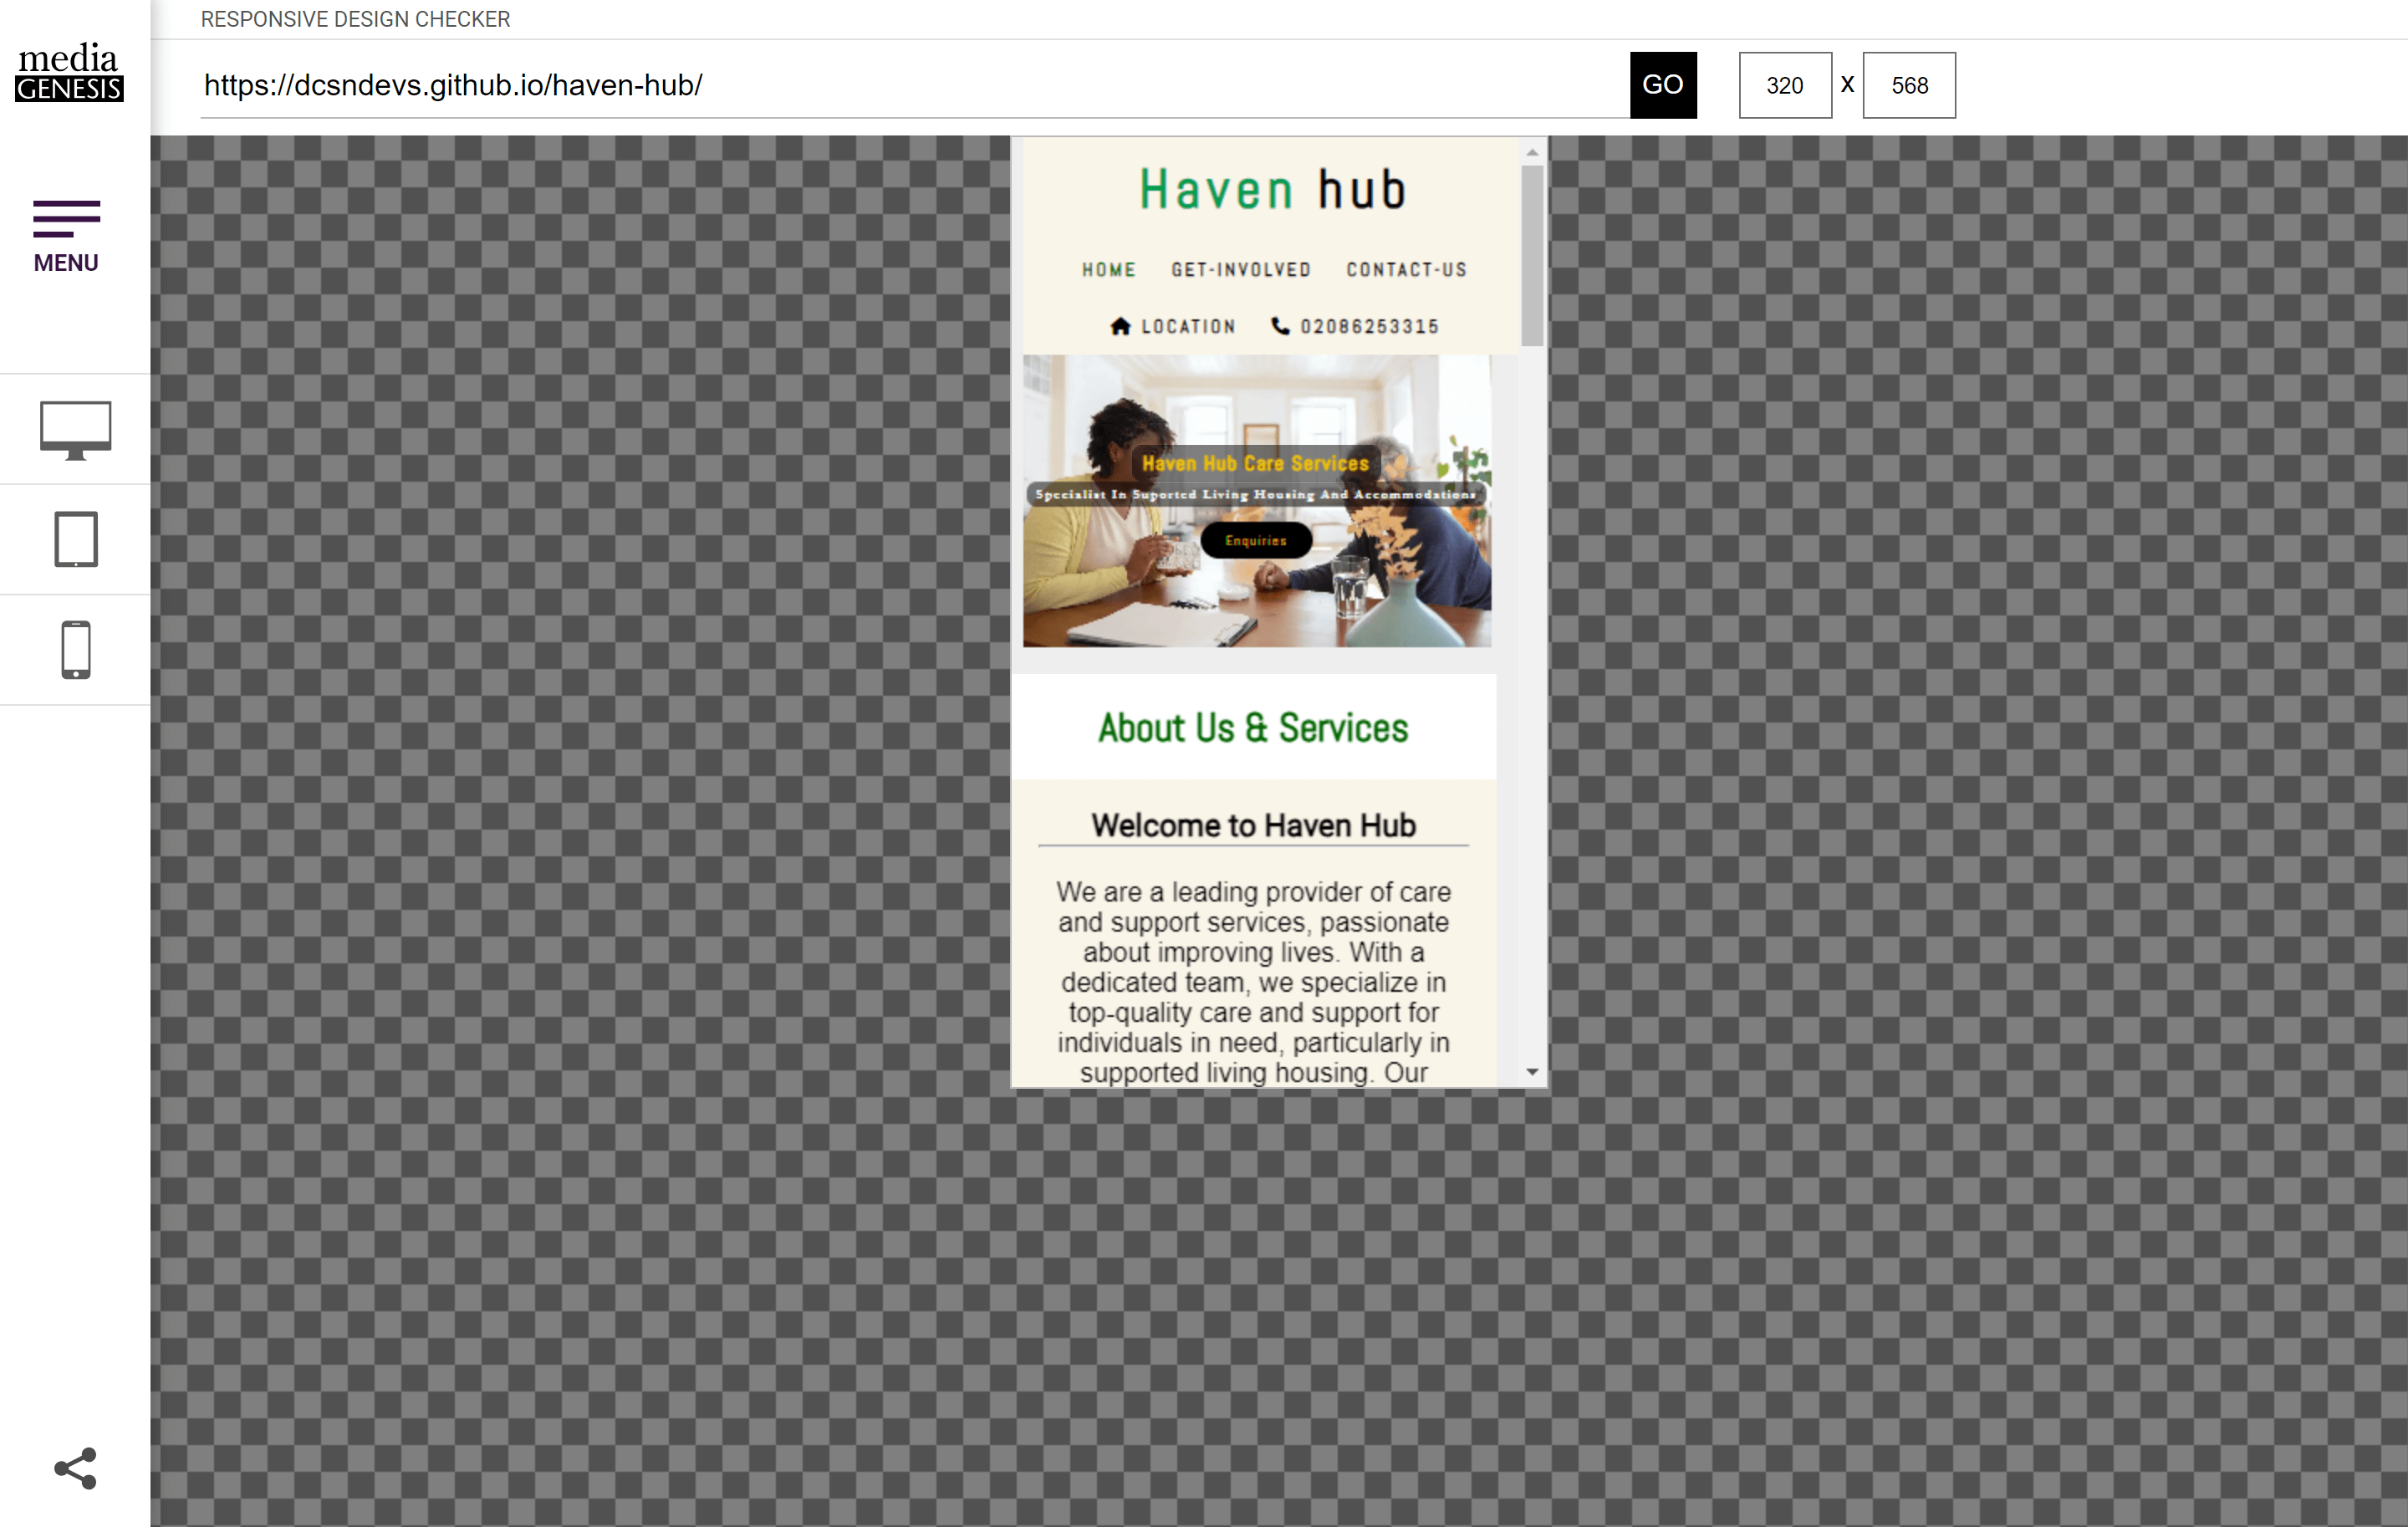 RESPONSIVE DESIGN CHECKER
media
GENESIS
https://dcsndevs.github.io/haven-hub/
GO
320 X 568
MENU
Haven hub
HOME GET-INVOLVED CONTACT-US
LOCATION 02086253315
Haven Hub Care Services
Specialist In Suported Living Housing And Accommodations
Enquiries
About Us & Services
Welcome to Haven Hub
We are a leading provider of care
and support services, passionate
about improving lives. With a
dedicated team, we specialize in
top-quality care and support for
individuals in need, particularly in
supported living housing. Our